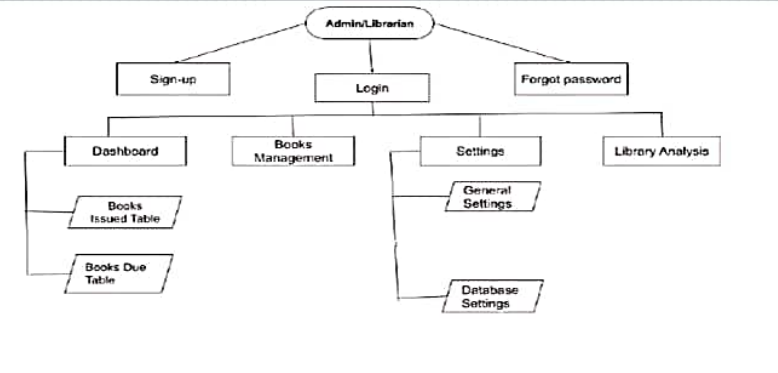 Admin/Librarian
Sign-up
Login
Forgot password
Dashboard
Books
Management
Settings
Library Analysis
Books
Issued Table
General
Settings
Books Due
Table
Database
Settings